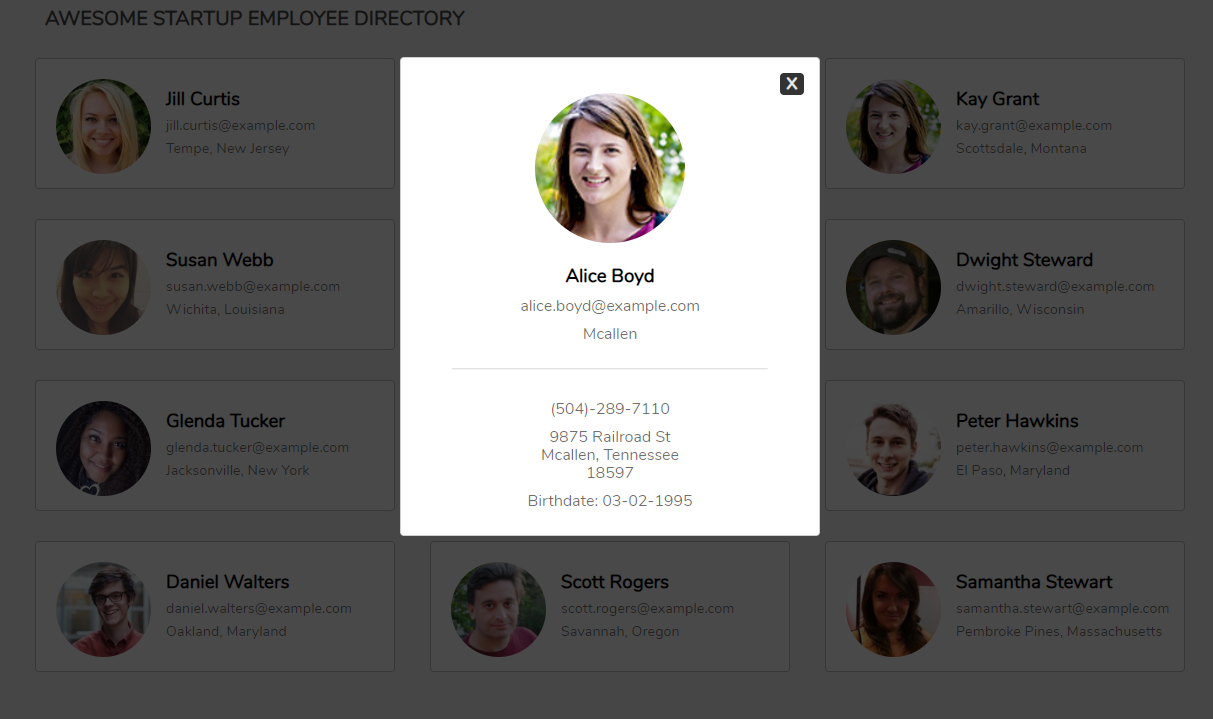 AWESOME STARTUP EMPLOYEE DIRECTORY
Jill Curtis
jill.curtis@example.com
Tempe, New Jersey
X
Alice Boyd
alice.boyd@example.com
Mcallen
(504)-289-7110
9875 Railroad St
Mcallen, Tennessee
18597
Birthdate: 03-02-1995
Kay Grant
kay.grant@example.com
Scottsdale, Montana
Susan Webb
susan.webb@example.com
Wichita, Louisiana
Dwight Steward
dwight.steward@example.com
Amarillo, Wisconsin
Glenda Tucker
glenda.tucker@example.com
Jacksonville, New York
Peter Hawkins
peter.hawkins@example.com
El Paso, Maryland
Daniel Walters
daniel.walters@example.com
Oakland, Maryland
Scott Rogers
scott.rogers@example.com
Savannah, Oregon
Samantha Stewart
samantha.stewart@example.com
Pembroke Pines, Massachusetts